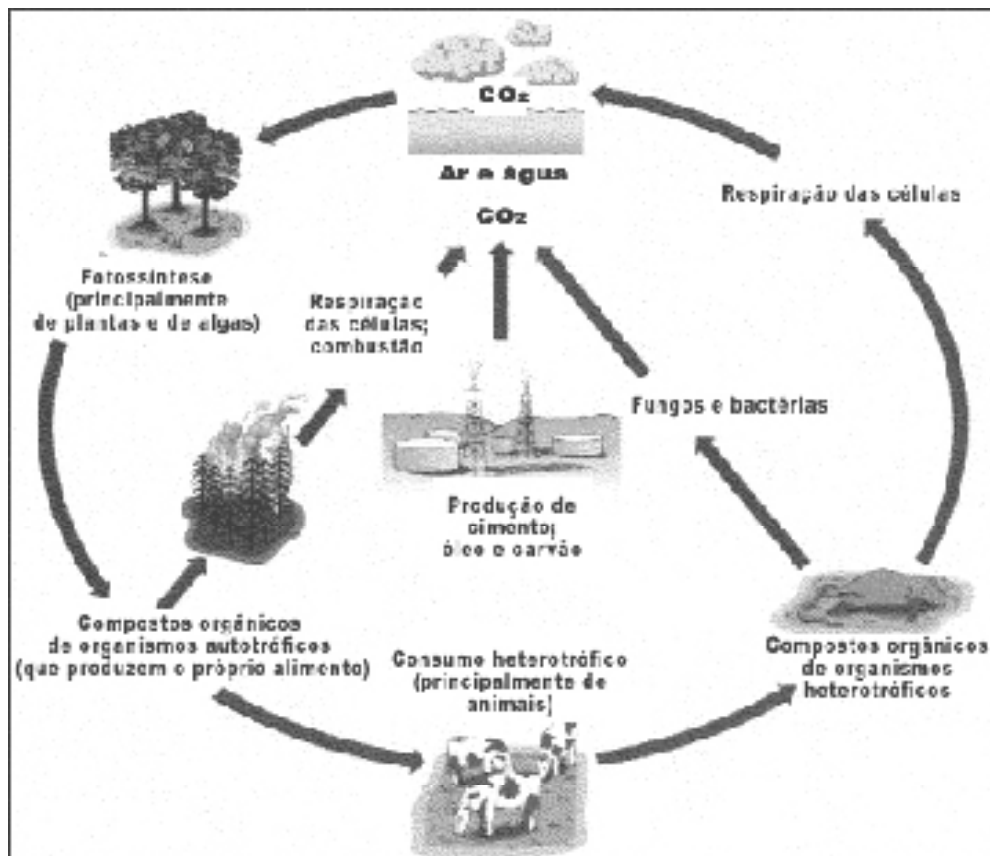 CO₂
Ar e Água
CO₂
Respiração das células
Fotossíntese
(principalmente
de plantas e de algas)
Respiração
das células;
combustão
Fungos e bactérias
Produção de
cimento;
óleo e carvão
Compostos orgânicos
de organismos autotróficos
(que produzem o próprio alimento)
Consumo heterotrófico
(principalmente de
animais)
Compostos orgânicos
de organismos
heterotróficos